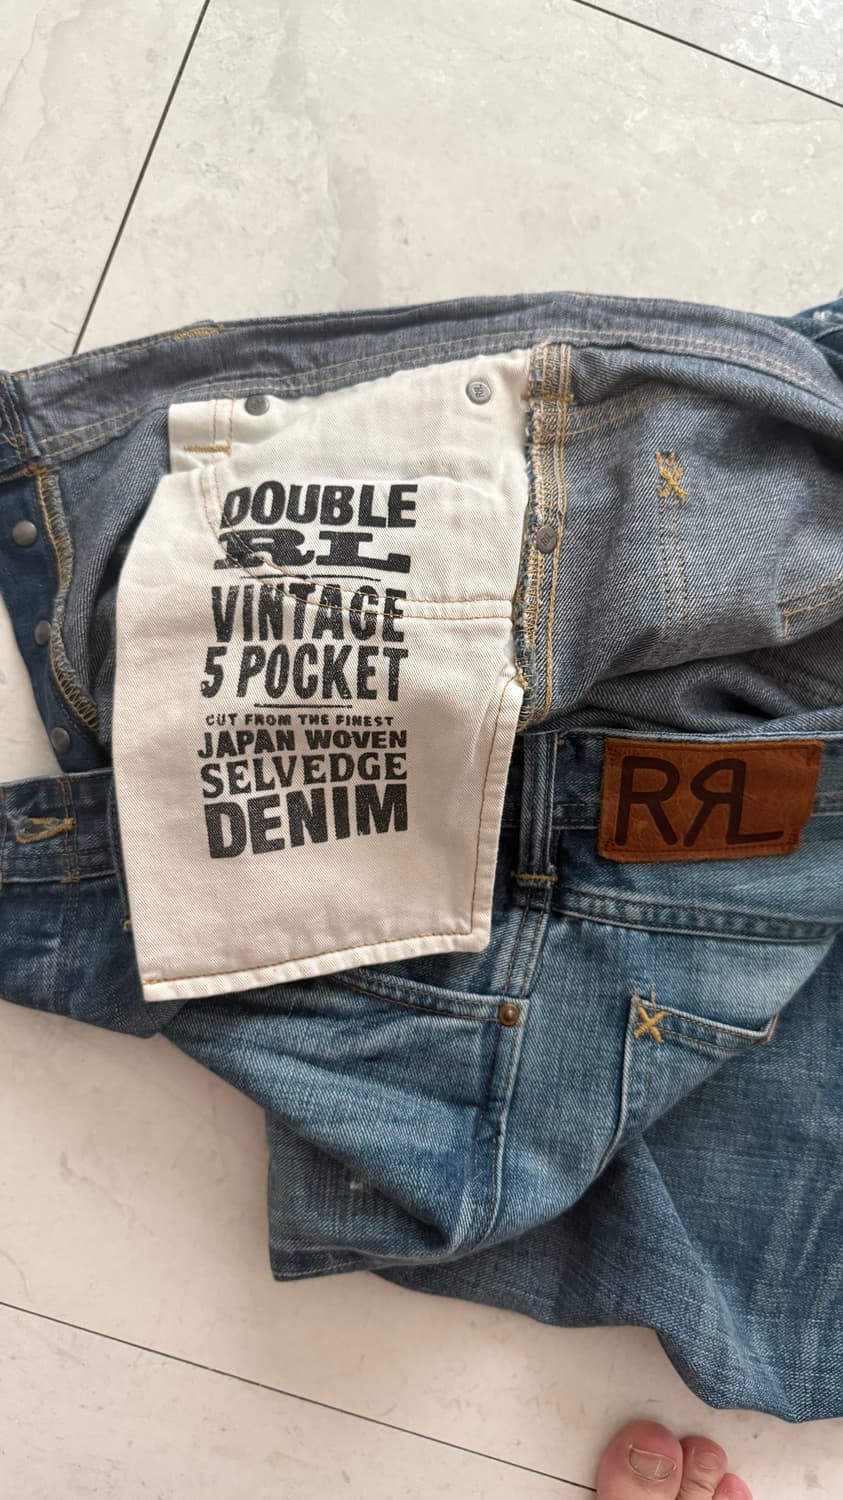 DOUBLE
RL
VINTAGE
5 POCKET
CUT FROM THE FINEST
JAPAN WOVEN
SELVEDGE
DENIM
RRL